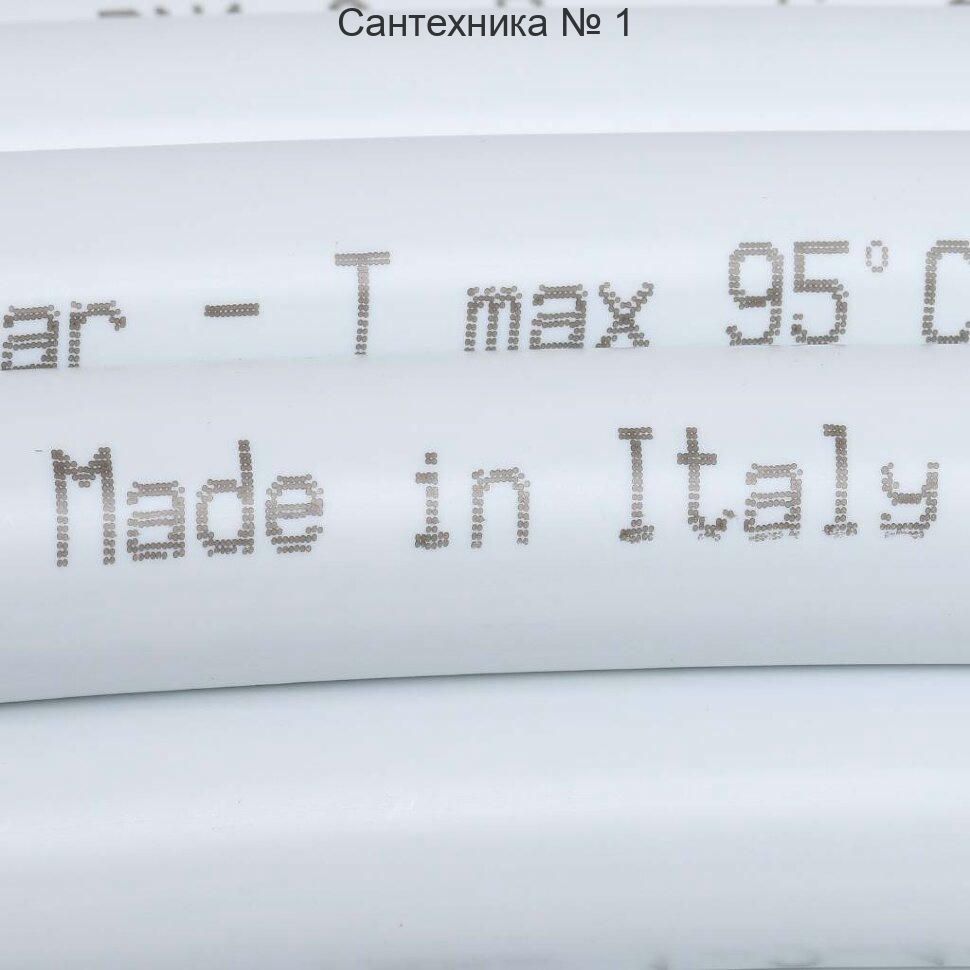 Сантехника № 1
ar - T max 95°C
Made in Italy